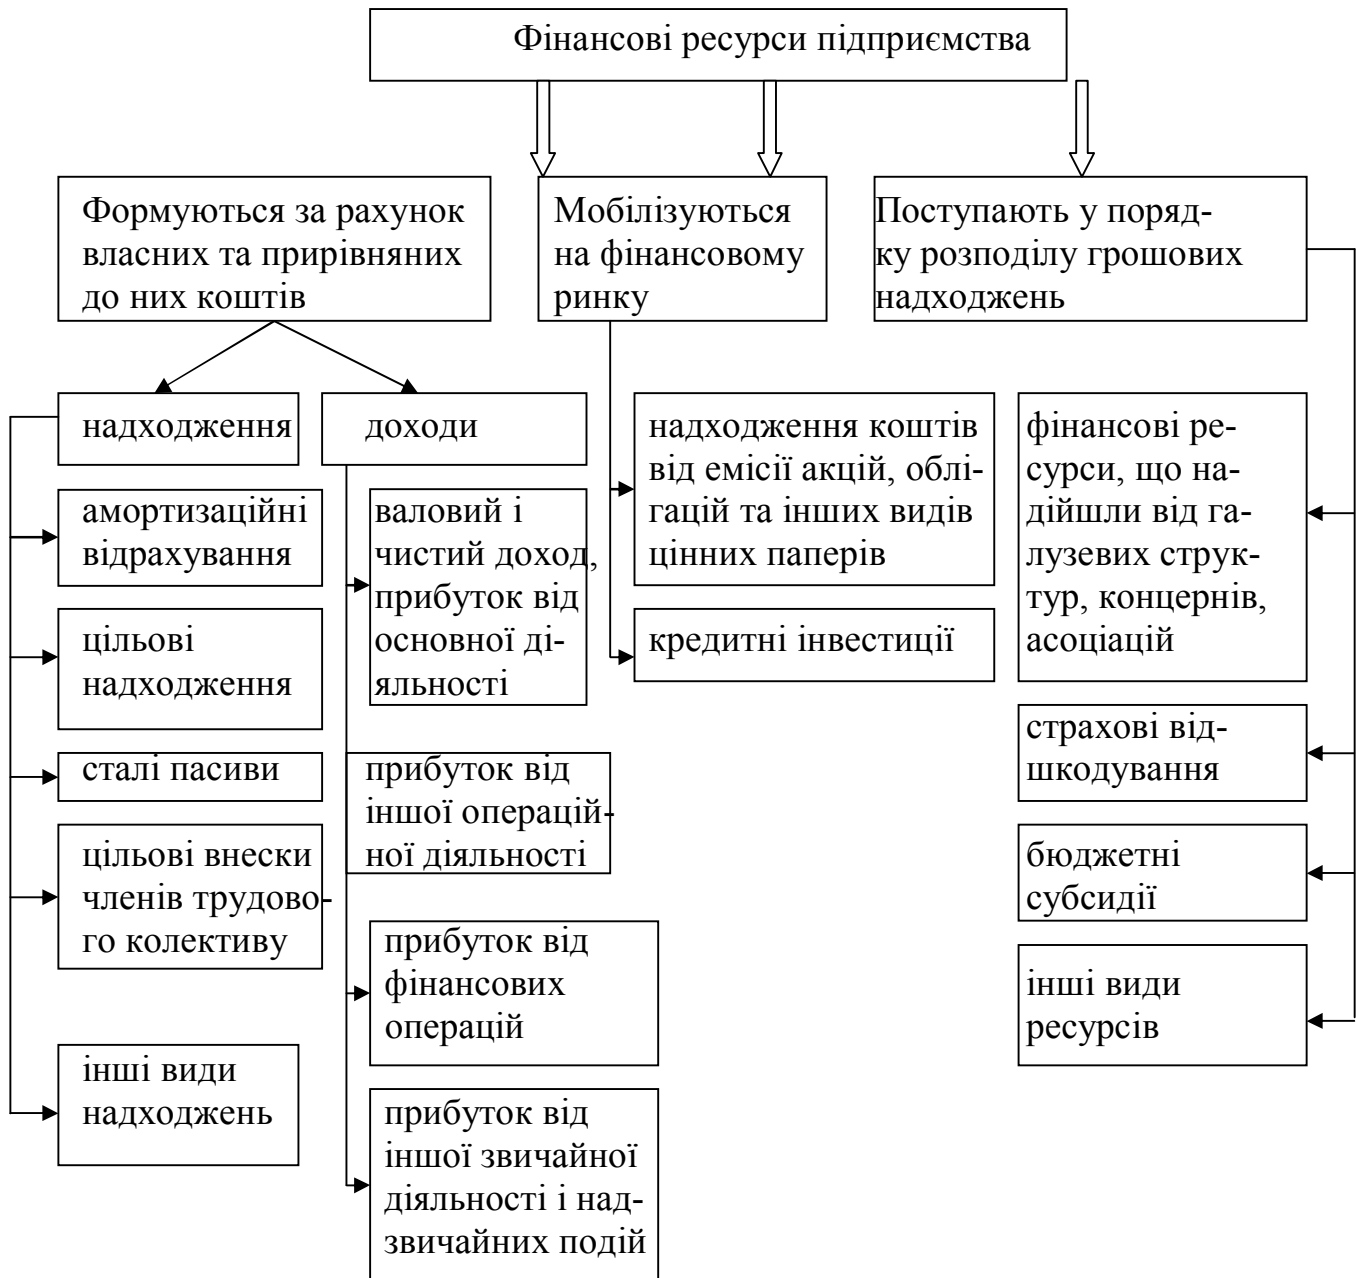 Фінансові ресурси підприємства
Формуються за рахунок
власних та прирівняних
до них коштів
Мобілізуються
на фінансовому
ринку
Поступають у поряд-
ку розподілу грошових
надходжень
надходження
амортизаційні
відрахування
цільові
надходження
сталі пасиви
цільові внески
членів трудово-
го колективу
інші види
надходжень
доходи
валовий і
чистий доход,
прибуток від
основної ді-
яльності
прибуток від
іншої операцій-
ної діяльності
прибуток від
фінансових
операцій
прибуток від
іншої звичайної
діяльності і над-
звичайних подій
надходження коштів
від емісії акцій, облі-
гацій та інших видів
цінних паперів
кредитні інвестиції
фінансові ре-
сурси, що на-
дійшли від га-
лузевих струк-
тур, концернів,
асоціацій
страхові від-
шкодування
бюджетні
субсидії
інші види
ресурсів